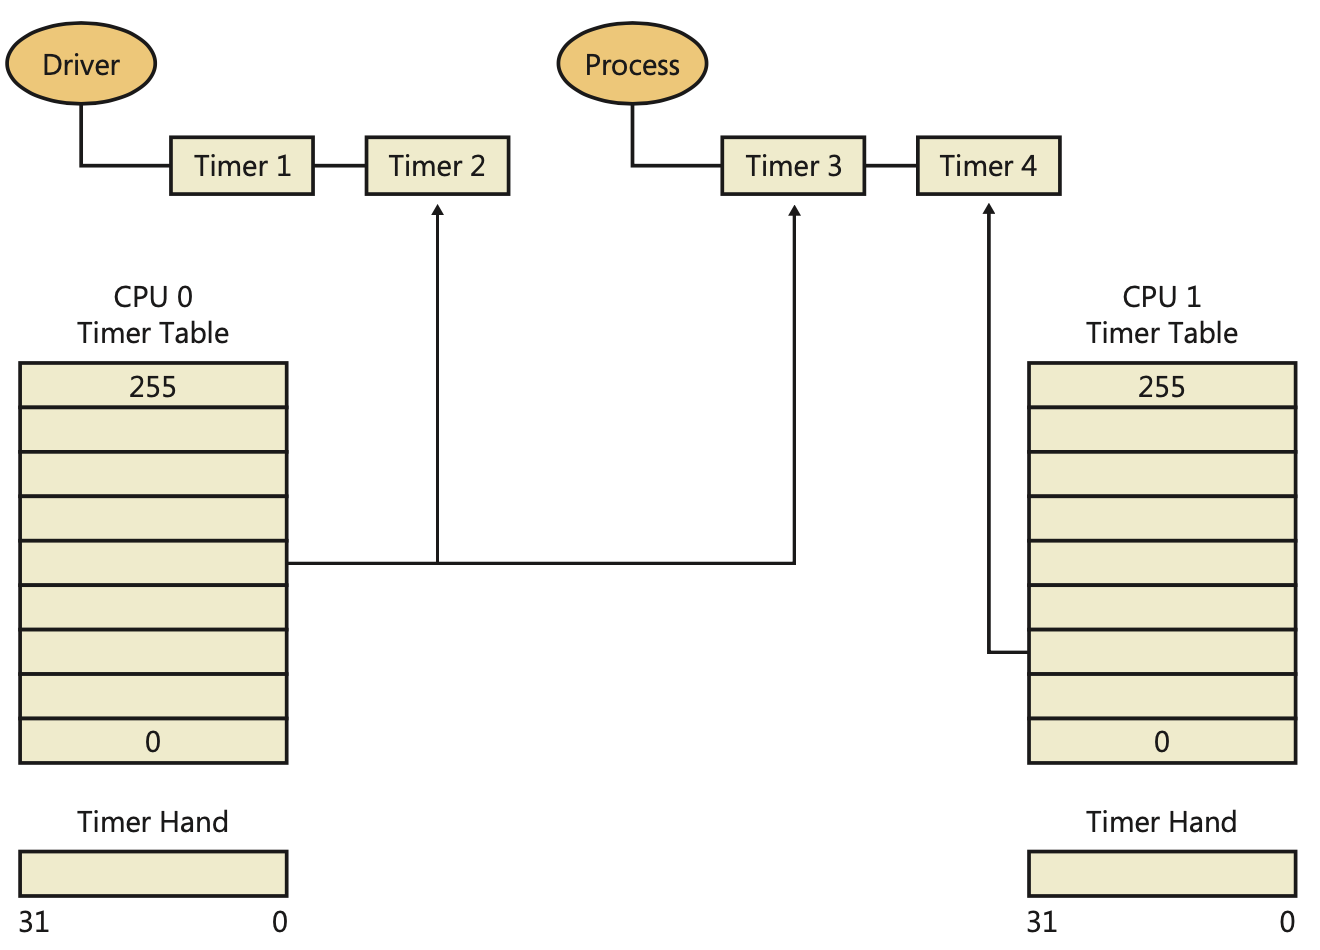 Driver
Process
Timer 1
Timer 2
Timer 3
Timer 4
CPU 0
Timer Table
CPU 1
Timer Table
255
255
0
0
Timer Hand
Timer Hand
31
0
31
0